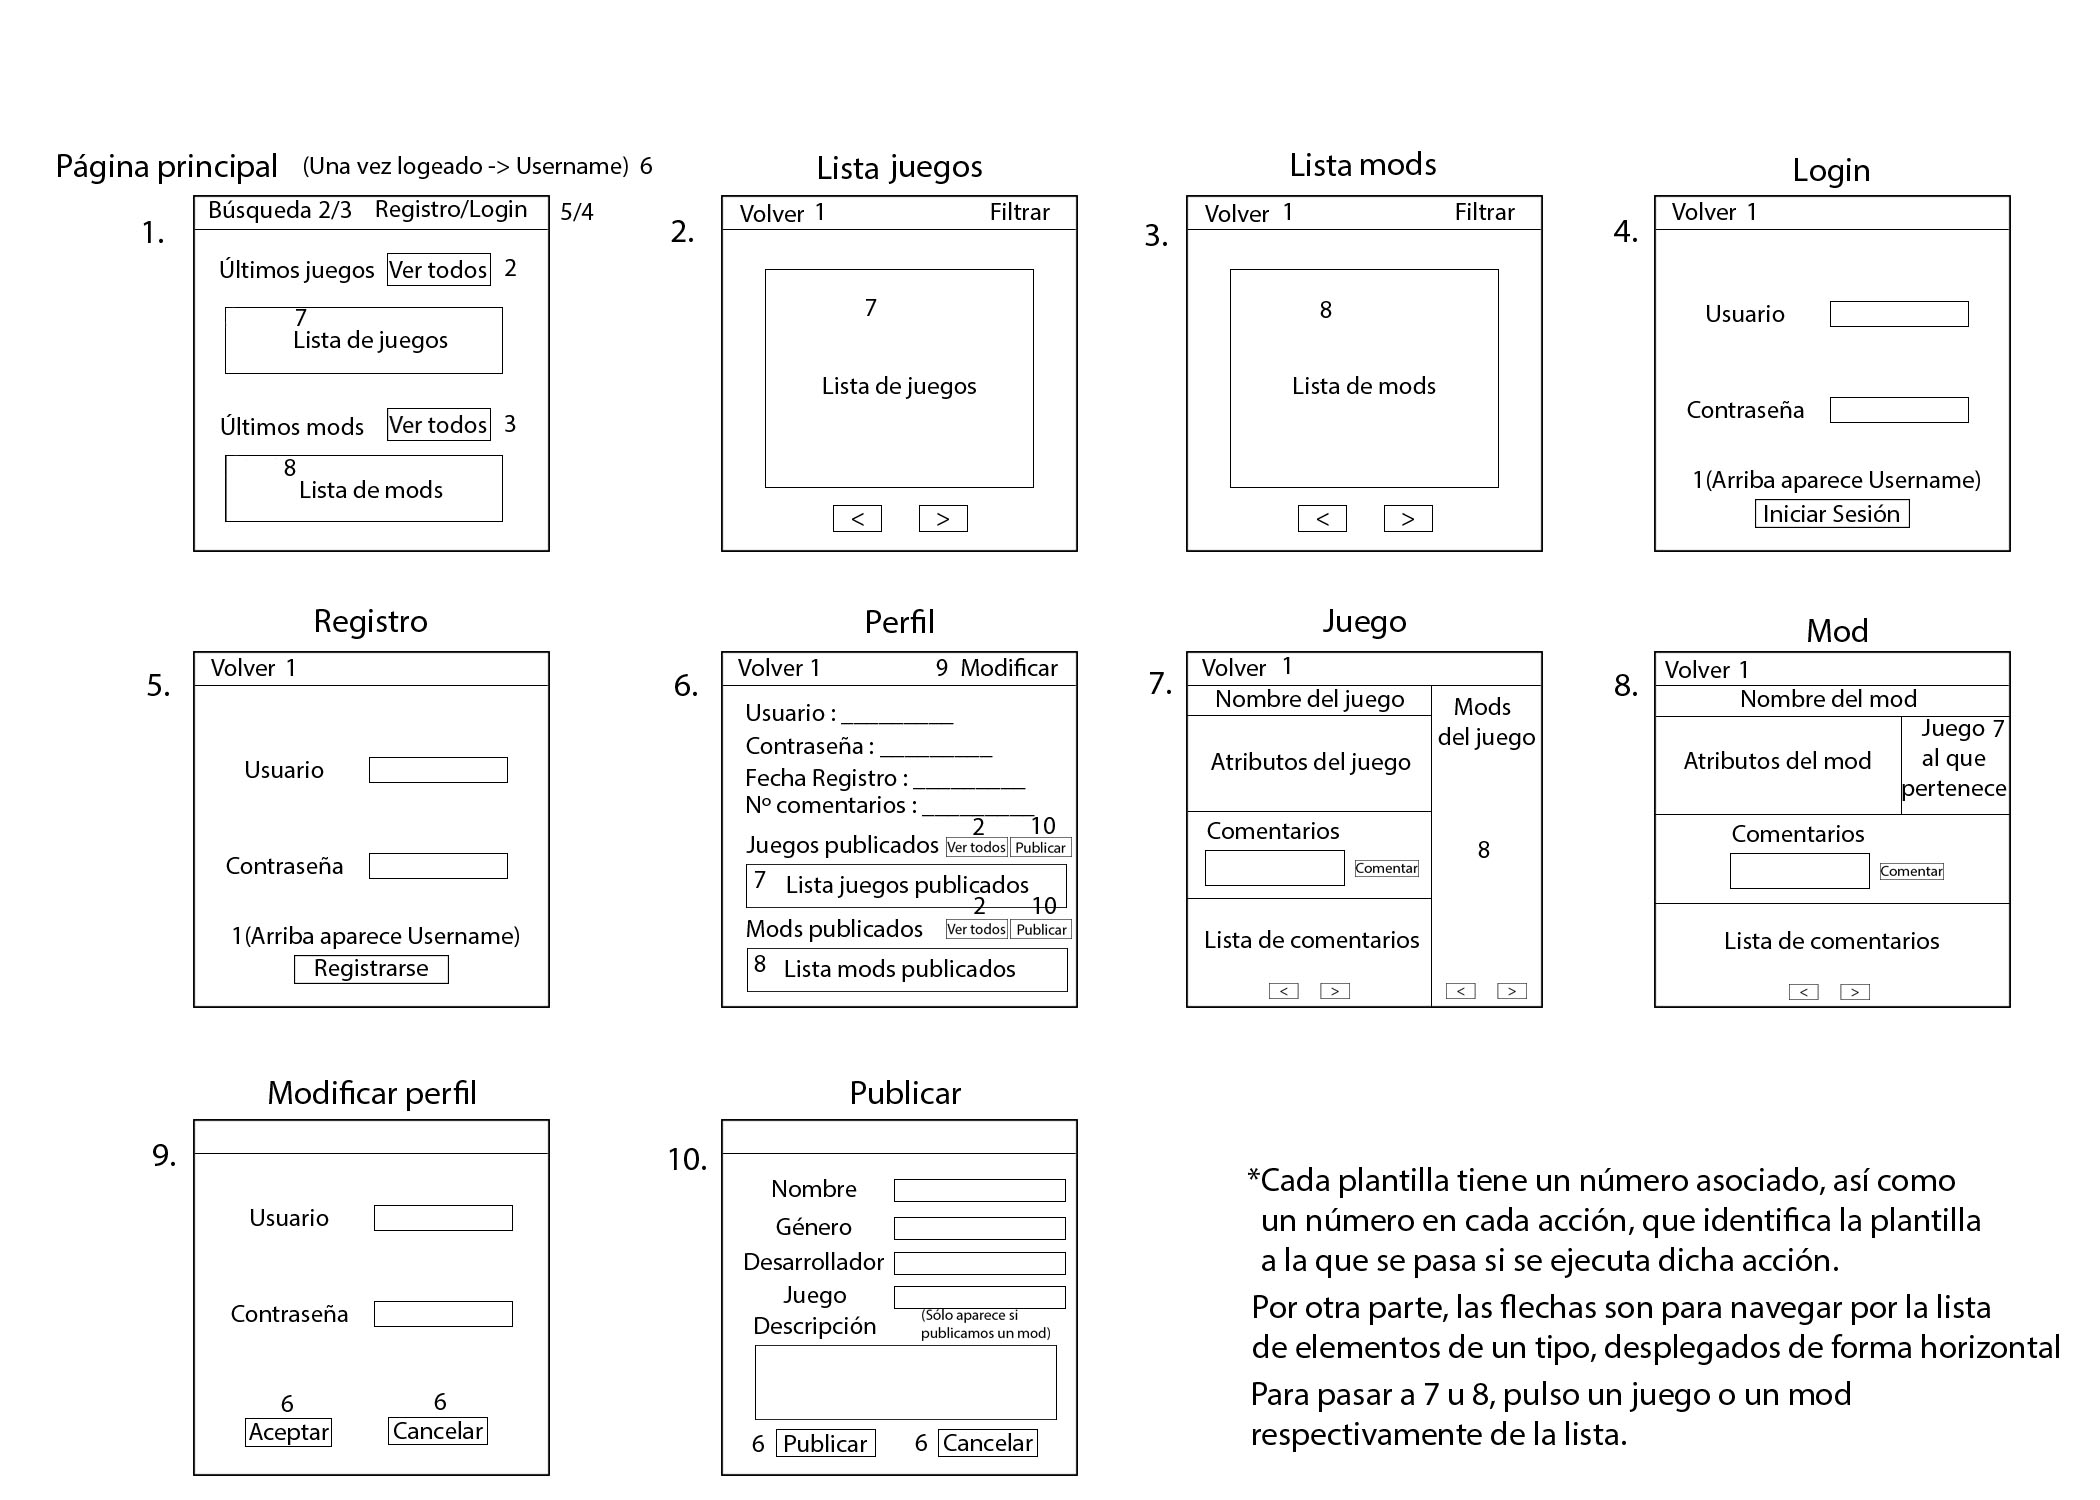 Página principal (Una vez logeado -> Username) 6
1.
Búsqueda 2/3 Registro/Login 5/4
Últimos juegos Ver todos 2
7
Lista de juegos
Últimos mods Ver todos 3
8
Lista de mods
Lista juegos
2.
Volver 1 Filtrar
7
Lista de juegos
< >
Lista mods
3.
Volver 1 Filtrar
8
Lista de mods
< >
Login
4.
Volver 1
Usuario
Contraseña
1(Arriba aparece Username)
Iniciar Sesión
Registro
5.
Volver 1
Usuario
Contraseña
1(Arriba aparece Username)
Registrarse
Perfil
6.
Volver 1 9 Modificar
Usuario : _________
Contraseña : _________
Fecha Registro : _________
Nº comentarios : _________
2 10
Juegos publicados Ver todos Publicar
7 Lista juegos publicados
2 10
Mods publicados Ver todos Publicar
8 Lista mods publicados
Juego
7.
Volver 1
Nombre del juego
Mods
del juego
Atributos del juego
Comentarios
8
Comentar
Lista de comentarios
< > < >
Mod
8.
Volver 1
Nombre del mod
Juego 7
al que
pertenece
Atributos del mod
Comentarios
Comentar
Lista de comentarios
< >
Modificar perfil
9.
Usuario
Contraseña
6 6
Aceptar Cancelar
Publicar
10.
Nombre
Género
Desarrollador
Juego
(Sólo aparece si
publicamos un mod)
Descripción
6 Publicar 6 Cancelar
*Cada plantilla tiene un número asociado, así como
un número en cada acción, que identifica la plantilla
a la que se pasa si se ejecuta dicha acción.
Por otra parte, las flechas son para navegar por la lista
de elementos de un tipo, desplegados de forma horizontal
Para pasar a 7 u 8, pulso un juego o un mod
respectivamente de la lista.